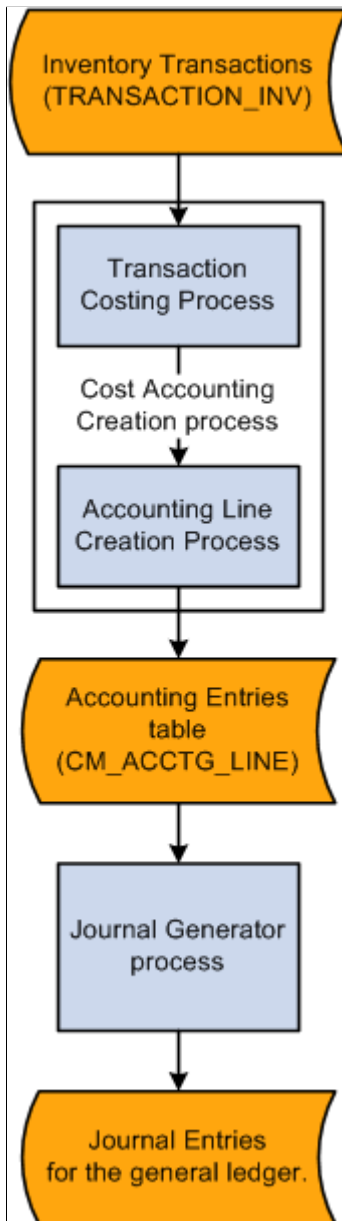 Inventory Transactions
(TRANSACTION_INV)
Transaction
Costing Process
Cost Accounting
Creation process
Accounting Line
Creation Process
Accounting Entries
table
(CM_ACCTG_LINE)
Journal Generator
process
Journal Entries
for the general ledger.